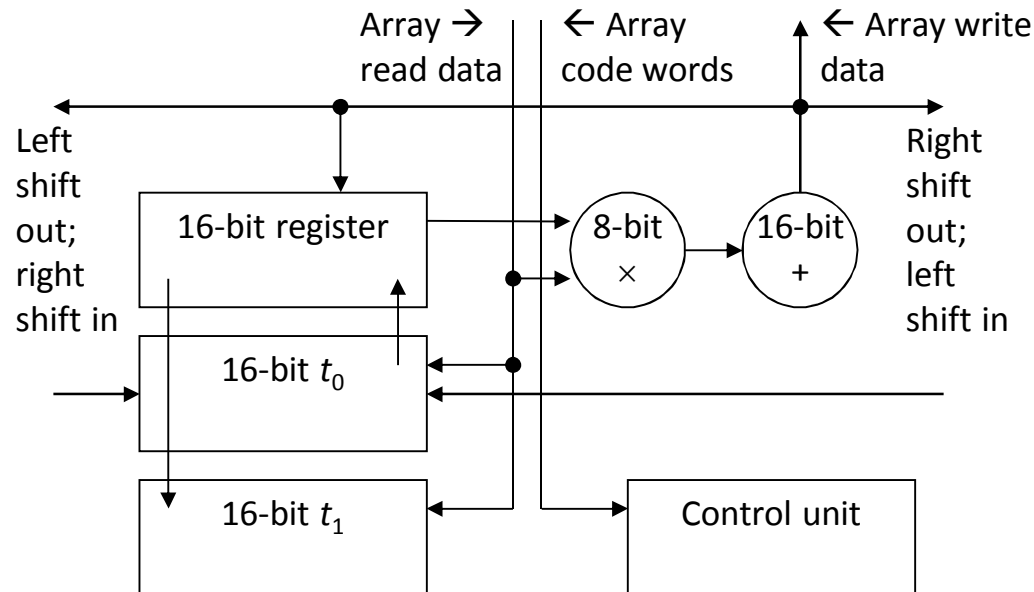 Array → ← Array ← Array write
read data code words data
Left
shift
out;
right
shift in
Right
shift
out;
left
shift in
16-bit register
8-bit
×
16-bit
+
16-bit t₀
16-bit t₁
Control unit